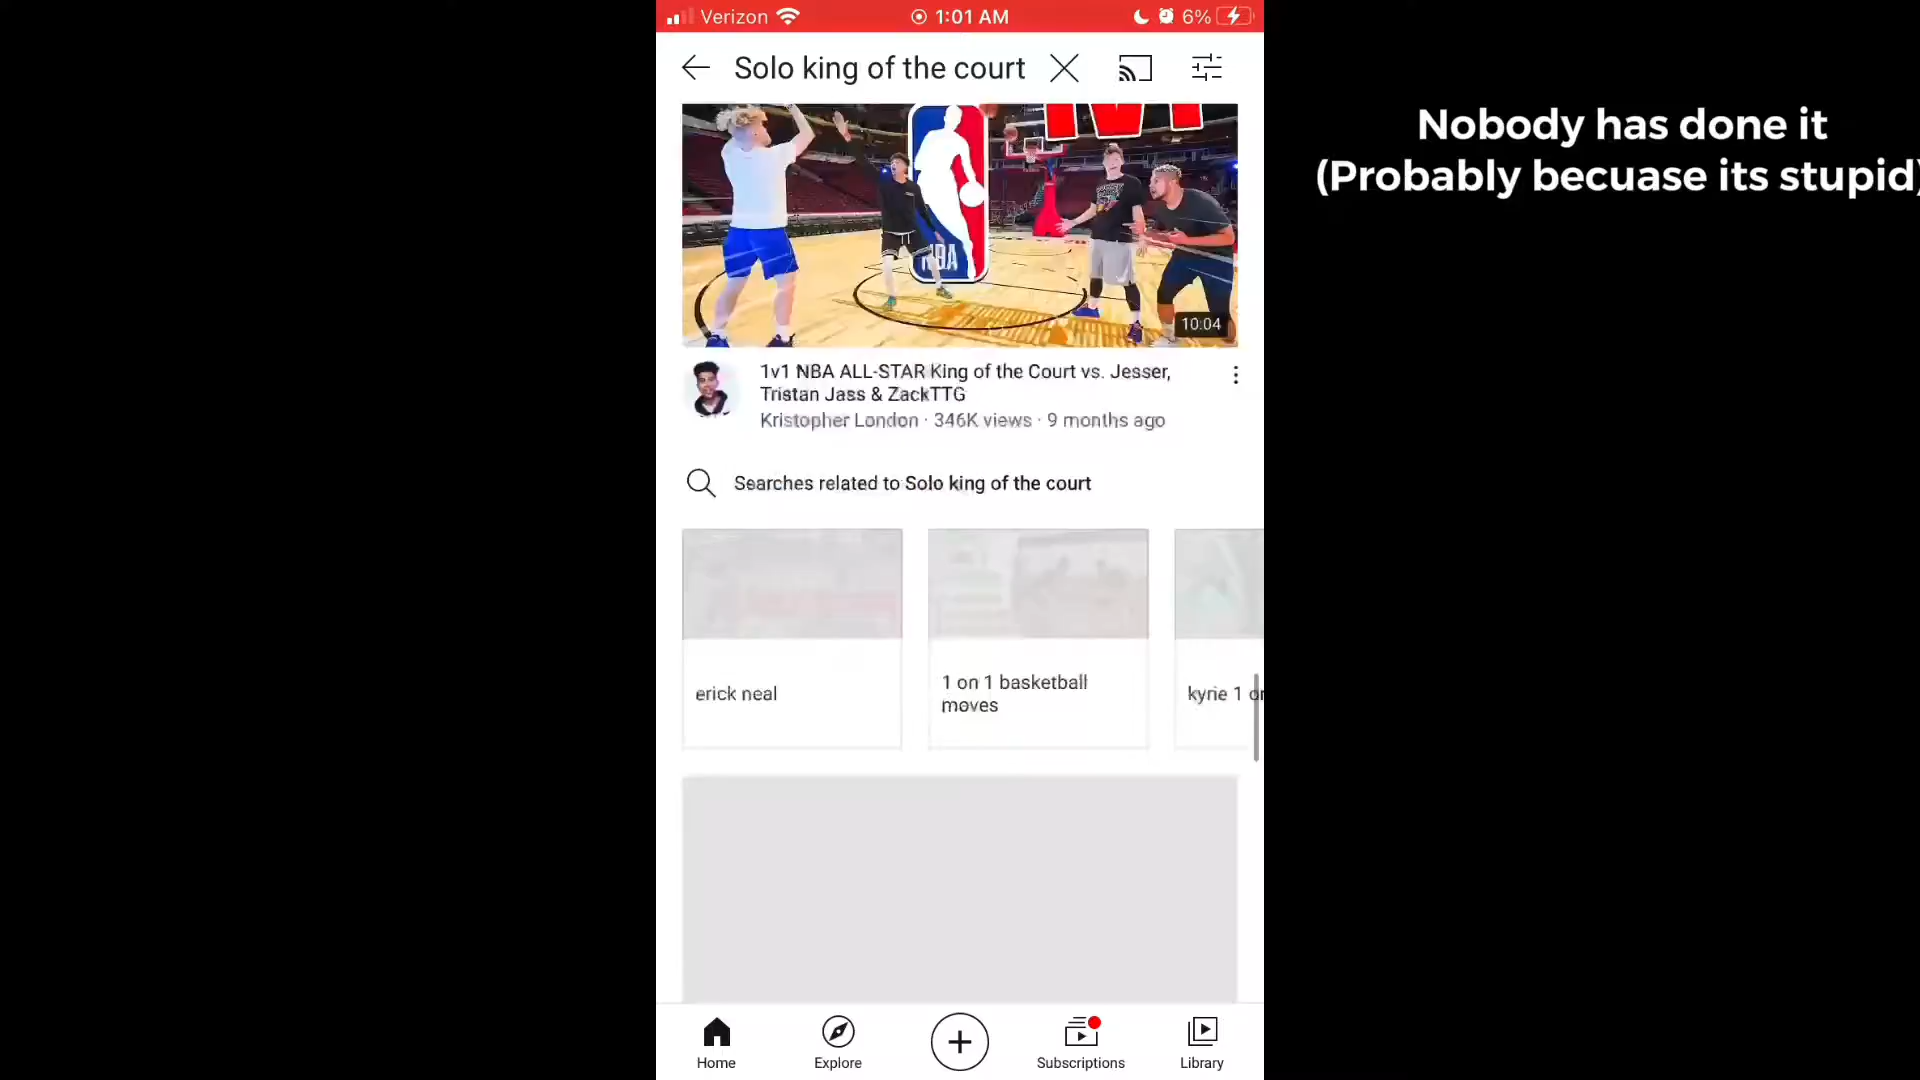 Verizon
1:01 AM
6%
Solo king of the court
NBA
10:04
1v1 NBA ALL-STAR King of the Court vs. Jesser,
Tristan Jass & ZackTTG
Kristopher London · 346K views · 9 months ago
Searches related to Solo king of the court
erick neal
1 on 1 basketball
moves
kyrie 1 or
Home
Explore
Subscriptions
Library
Nobody has done it
(Probably becuase its stupid)